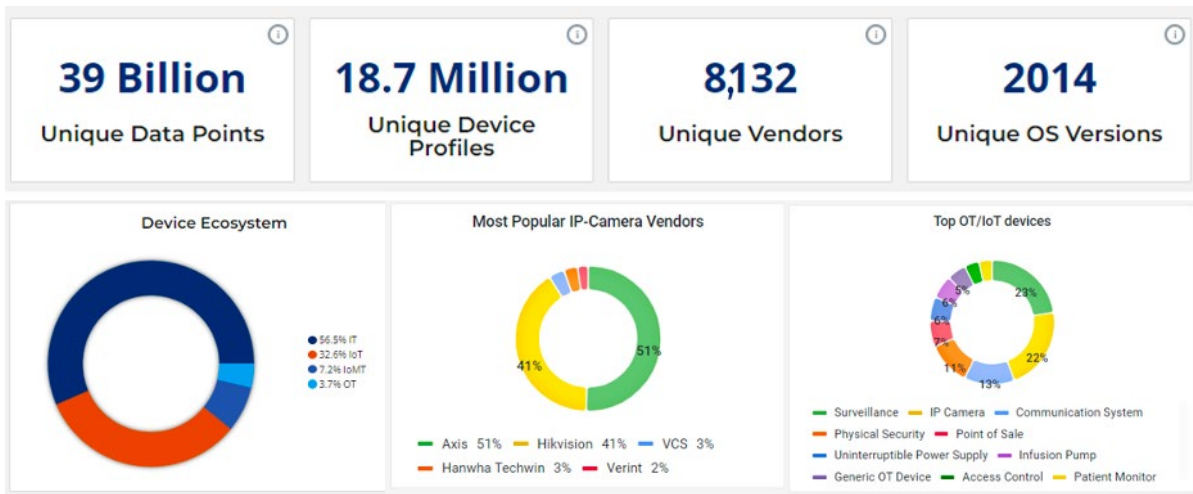 39 Billion
Unique Data Points
18.7 Million
Unique Device
Profiles
8,132
Unique Vendors
2014
Unique OS Versions
Device Ecosystem
56.5% IT
32.6% IoT
7.2% IoMT
3.7% OT
Most Popular IP-Camera Vendors
51%
41%
Axis 51% Hikvision 41% VCS 3%
Hanwha Techwin 3% Verint 2%
Top OT/IoT devices
23%
22%
13%
11%
7%
6%
6%
5%
Surveillance IP Camera Communication System
Physical Security Point of Sale
Uninterruptible Power Supply Infusion Pump
Generic OT Device Access Control Patient Monitor